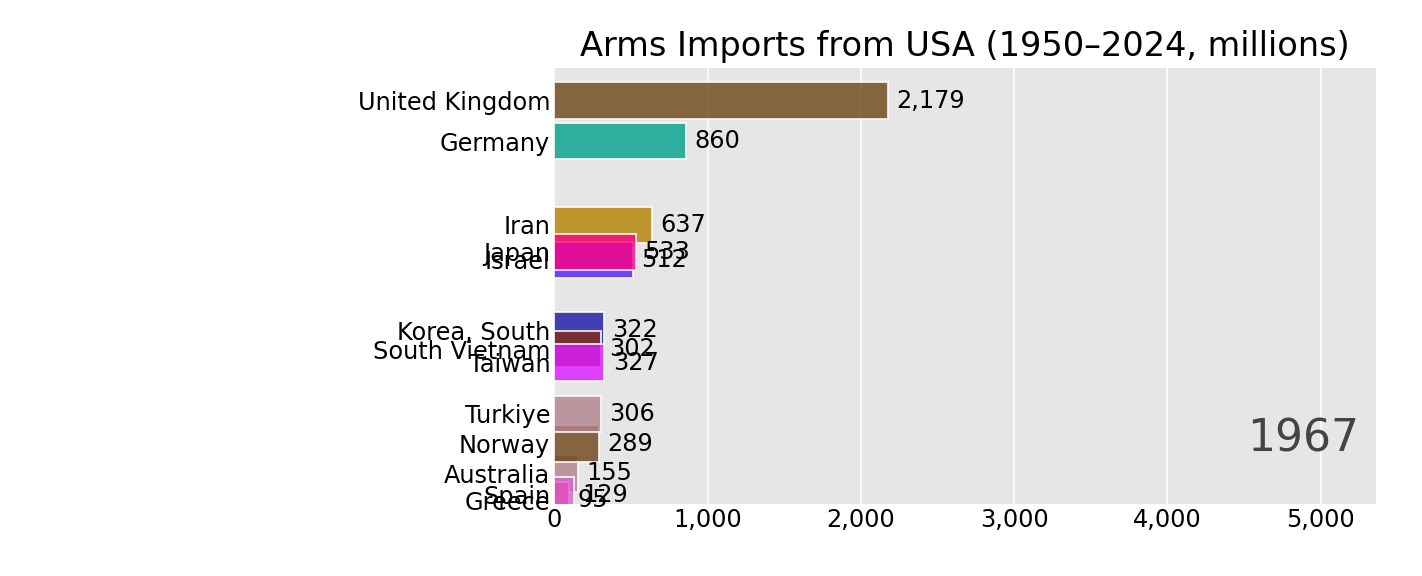 Arms Imports from USA (1950–2024, millions)
United Kingdom 2,179
Germany 860
Iran 637
Japan 533
Israel 512
Korea, South 322
South Vietnam 302
Taiwan 327
Turkiye 306
Norway 289
1967
Australia 155
Spain 129
Greece 95
0 1,000 2,000 3,000 4,000 5,000